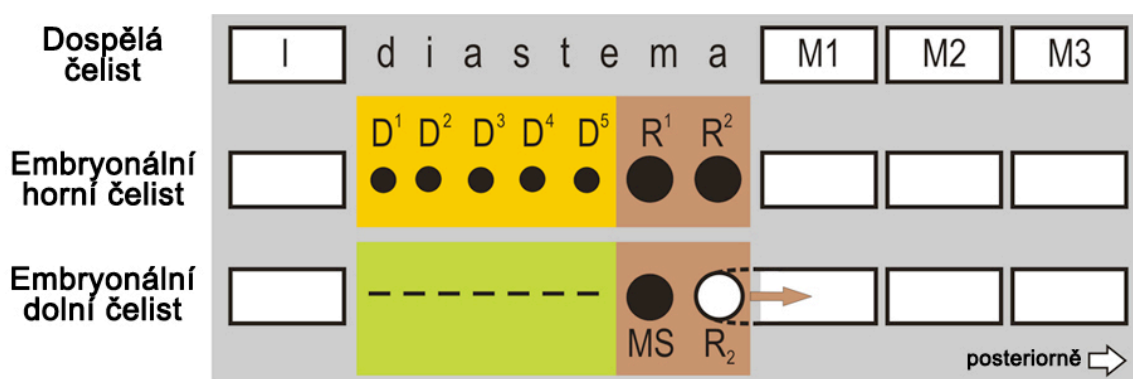 Dospělá
čelist
I
d i a s t e m a
M1
M2
M3
D¹ D² D³ D⁴ D⁵ R¹ R²
Embryonální
horní čelist
Embryonální
dolní čelist
MS R₂
posteriorně